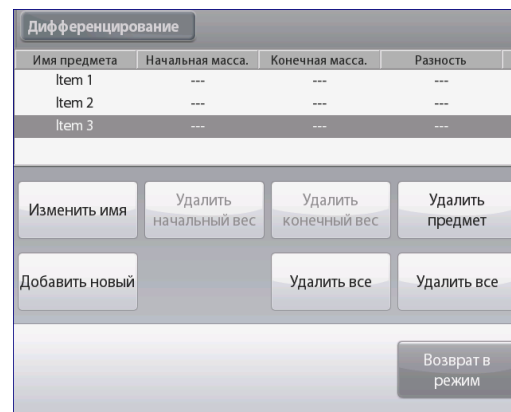 Дифференцирование
Имя предмета Начальная масса. Конечная масса. Разность
Item 1 --- --- ---
Item 2 --- --- ---
Item 3 --- --- ---
Изменить имя Удалить начальный вес Удалить конечный вес Удалить предмет
Добавить новый Удалить все Удалить все
Возврат в
режим